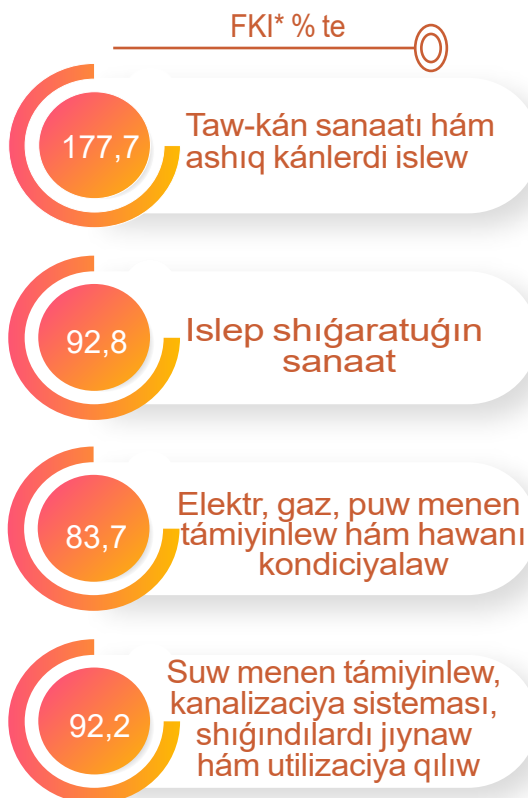 FKI* % te
177,7
Taw-kán sanaatı hám
ashıq kánlerdi islew
92,8
Islep shıǵaratuǵın
sanaat
83,7
Elektr, gaz, puw menen
támiyinlew hám hawanı
kondiciyalaw
92,2
Suw menen támiyinlew,
kanalizaciya sisteması,
shıǵındılardı jıynaw
hám utilizaciya qılıw